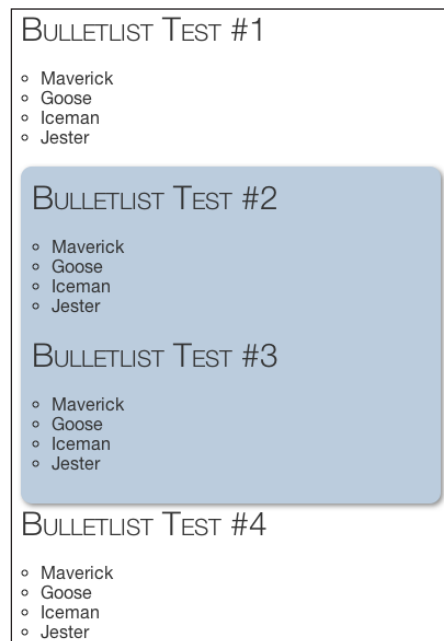 Bulletlist Test #1
Maverick
Goose
Iceman
Jester
Bulletlist Test #2
Maverick
Goose
Iceman
Jester
Bulletlist Test #3
Maverick
Goose
Iceman
Jester
Bulletlist Test #4
Maverick
Goose
Iceman
Jester